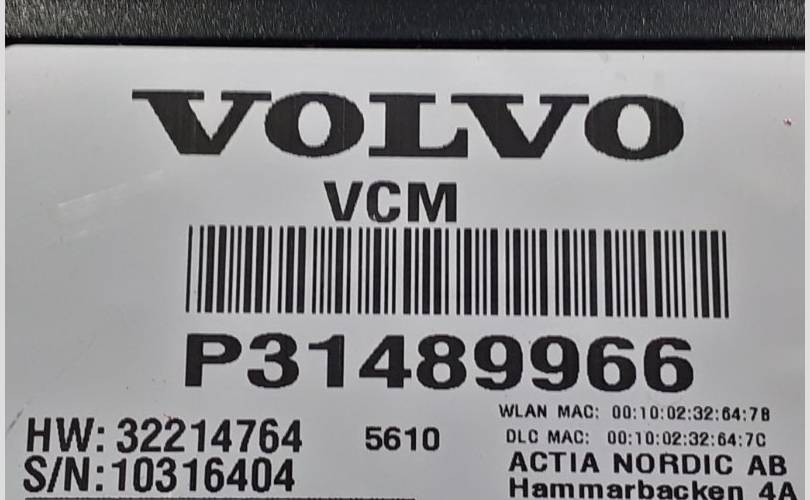 VOLVO
VCM
P31489966
WLAN MAC: 00:10:02:32:64:7B
HW: 32214764 5610 DLC MAC: 00:10:02:32:64:7C
S/N: 10316404 ACTIA NORDIC AB
Hammarbacken 4A